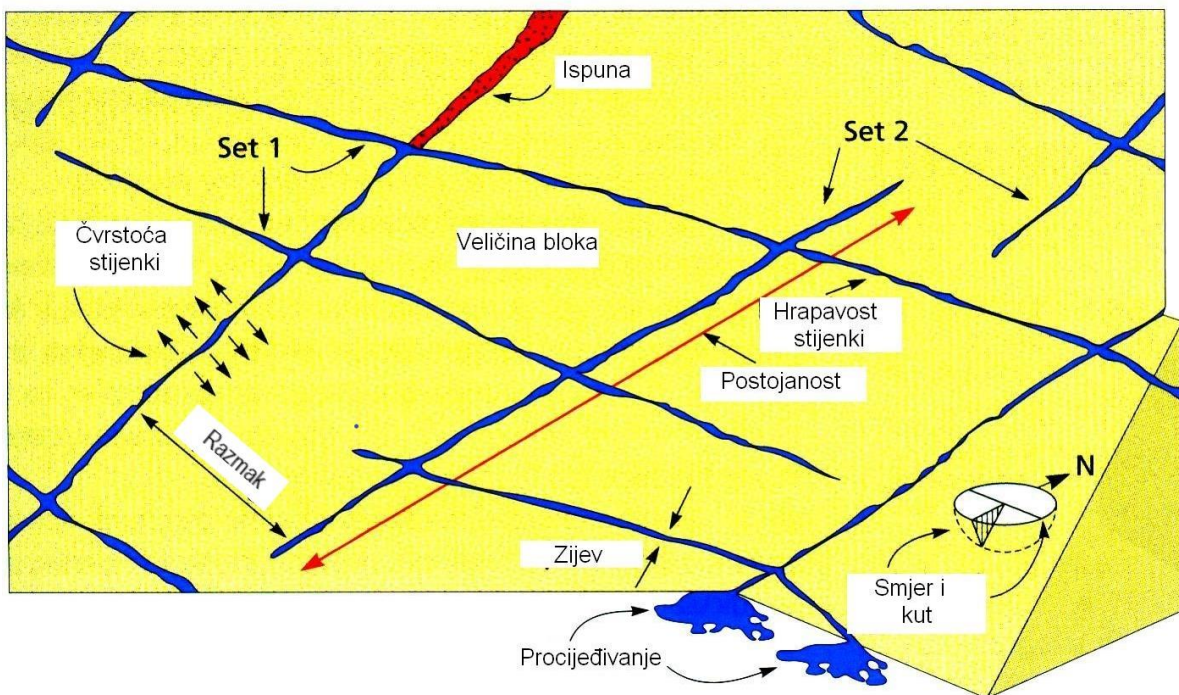 Ispuna
Set 1
Set 2
Čvrstoća
stijenki
Veličina bloka
Hrapavost
stijenki
Postojanost
Razmak
N
Zijev
Smjer i
kut
Procijeđivanje